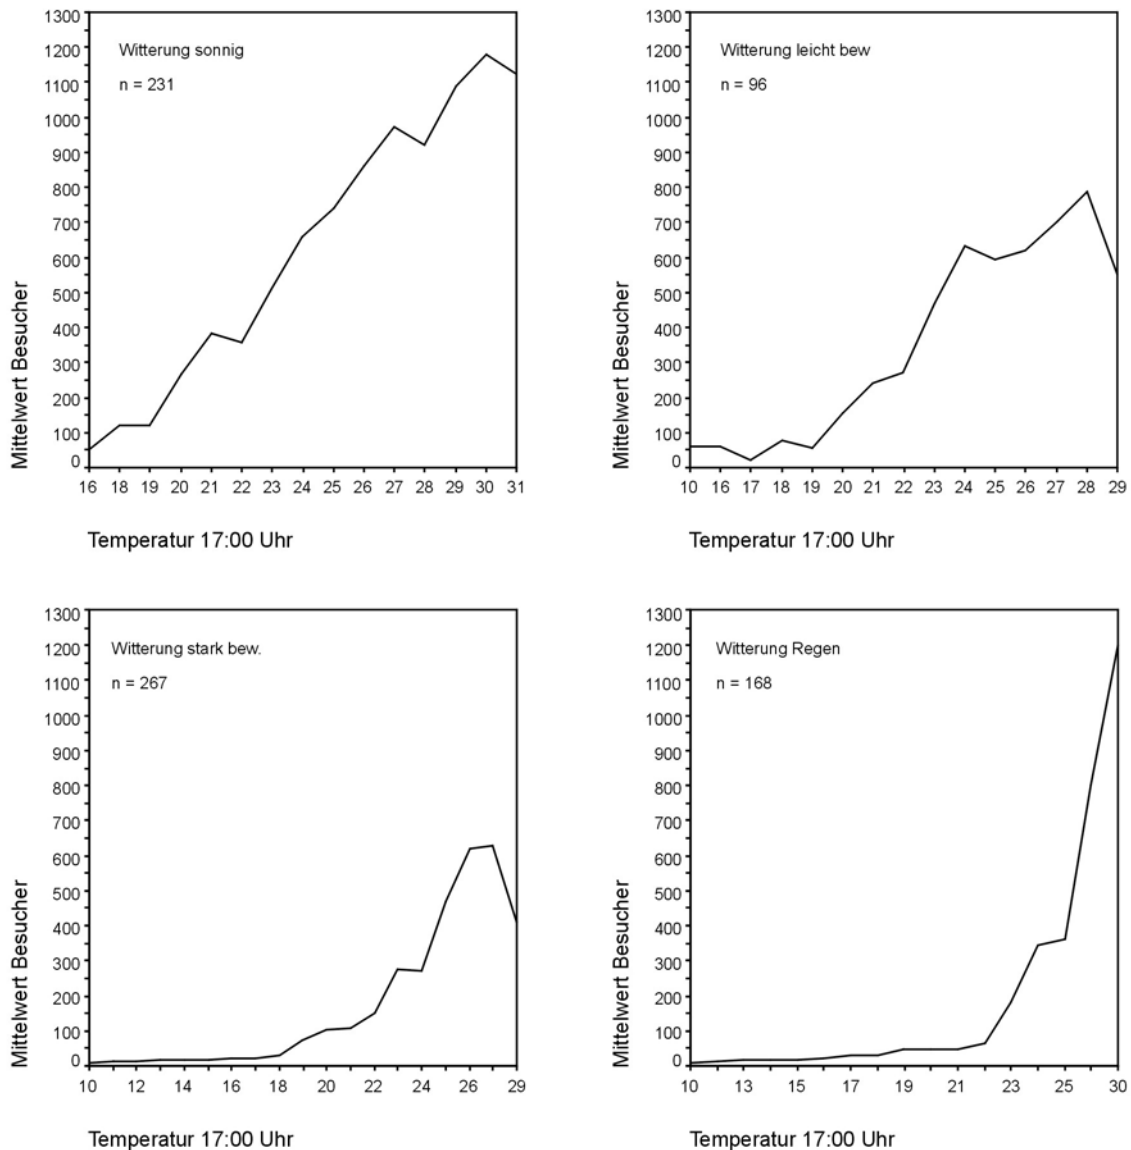 1300
1200
1100
1000
900
800
700
600
500
400
300
200
100
0
Mittelwert Besucher
Witterung sonnig
n = 231
16 18 19 20 21 22 23 24 25 26 27 28 29 30 31
Temperatur 17:00 Uhr
1300
1200
1100
1000
900
800
700
600
500
400
300
200
100
0
Mittelwert Besucher
Witterung leicht bew
n = 96
10 16 17 18 19 20 21 22 23 24 25 26 27 28 29
Temperatur 17:00 Uhr
1300
1200
1100
1000
900
800
700
600
500
400
300
200
100
0
Mittelwert Besucher
Witterung stark bew.
n = 267
10 12 14 16 18 20 22 24 26 29
Temperatur 17:00 Uhr
1300
1200
1100
1000
900
800
700
600
500
400
300
200
100
0
Mittelwert Besucher
Witterung Regen
n = 168
10 13 15 17 19 21 23 25 30
Temperatur 17:00 Uhr